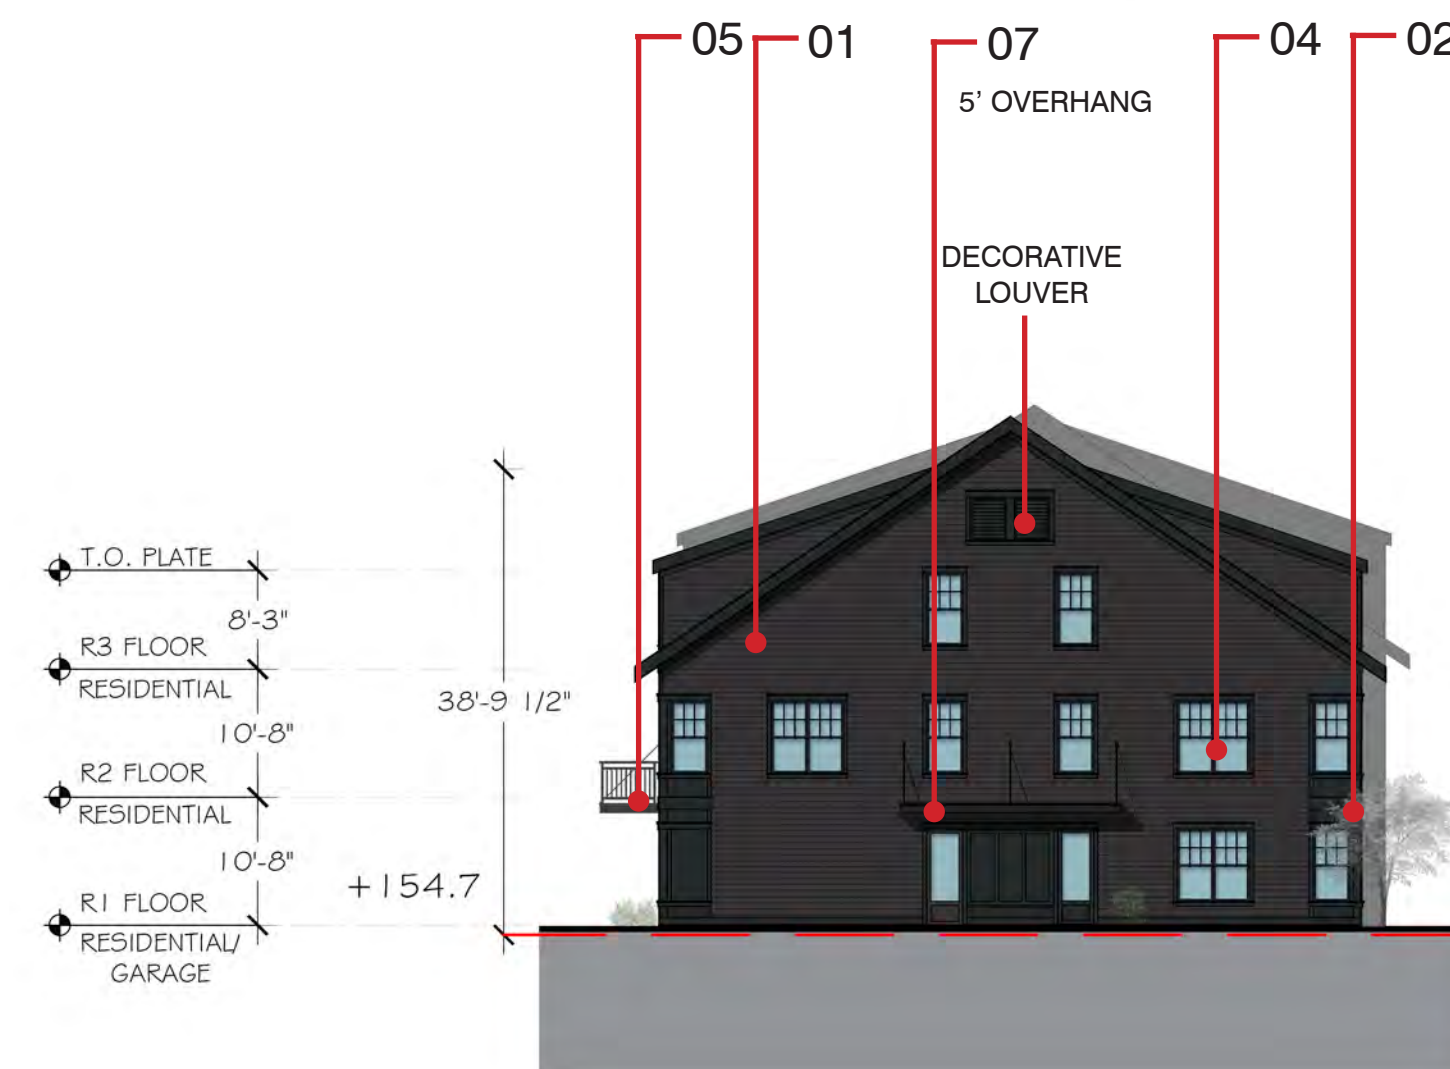 05
01
07
04
02
5’ OVERHANG
DECORATIVE
LOUVER
T.O. PLATE
8'-3"
R3 FLOOR
RESIDENTIAL
38'-9 1/2"
10'-8"
R2 FLOOR
RESIDENTIAL
10'-8"
+154.7
R1 FLOOR
RESIDENTIAL/
GARAGE